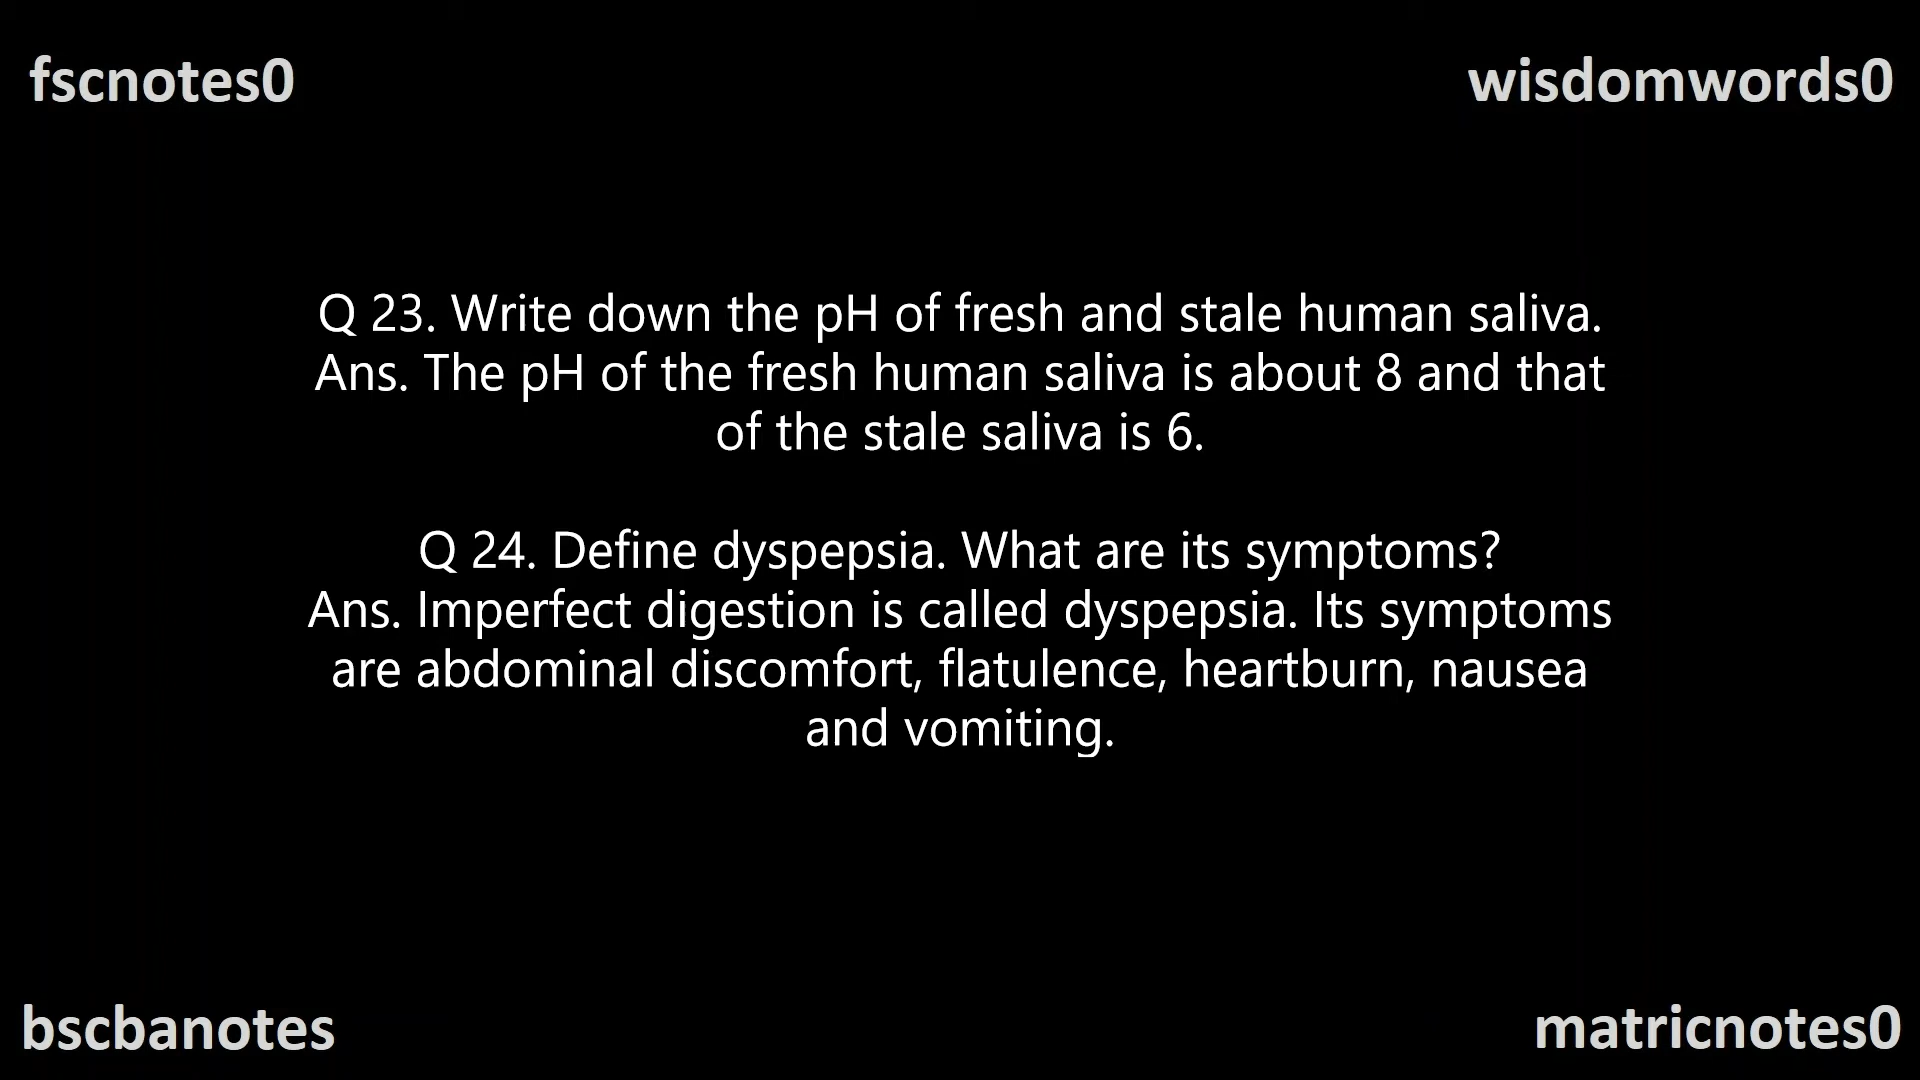 fscnotes0
wisdomwords0
Q 23. Write down the pH of fresh and stale human saliva.
Ans. The pH of the fresh human saliva is about 8 and that
of the stale saliva is 6.
Q 24. Define dyspepsia. What are its symptoms?
Ans. Imperfect digestion is called dyspepsia. Its symptoms
are abdominal discomfort, flatulence, heartburn, nausea
and vomiting.
bscbanotes
matricnotes0